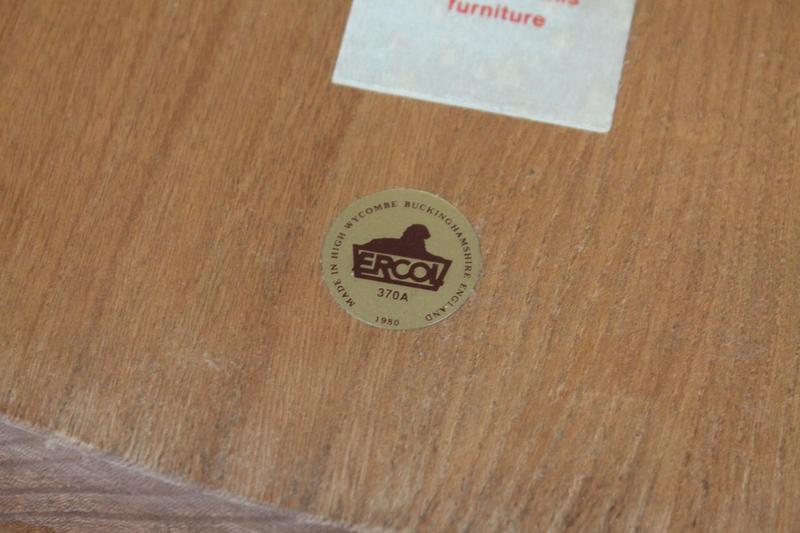 furniture
MADE IN HIGH WYCOMBE BUCKINGHAMSHIRE ENGLAND
ERCOL
370A
1980